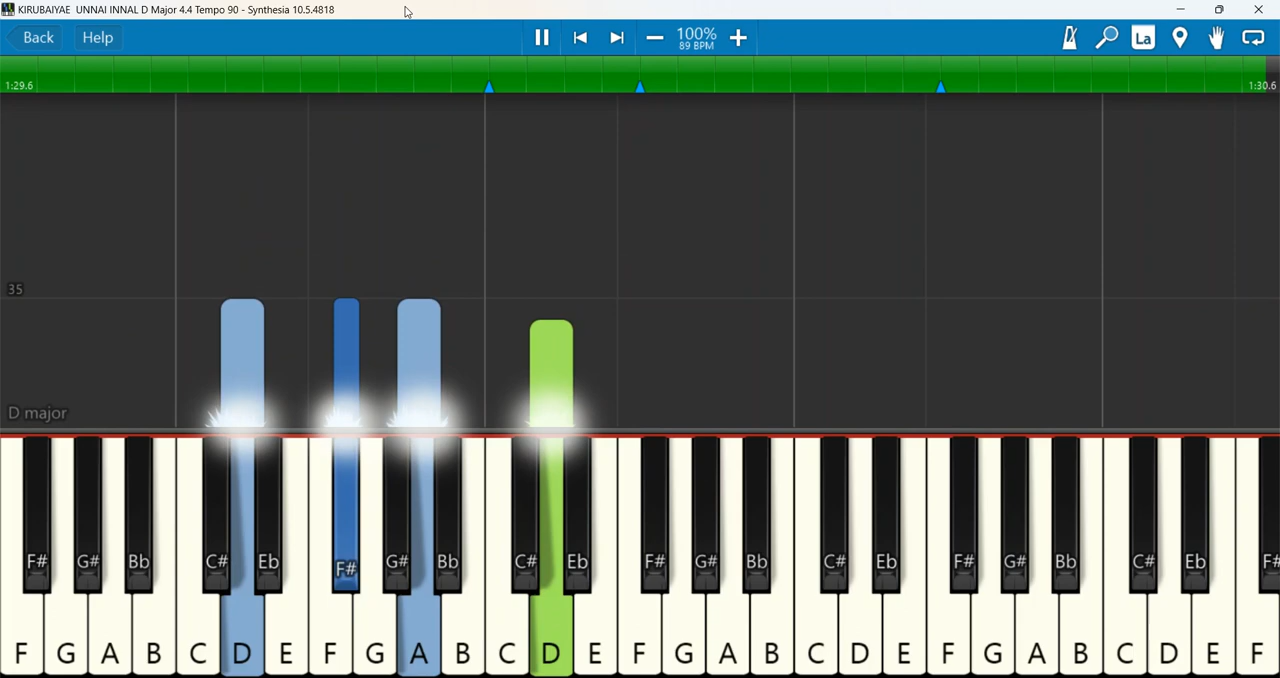 KIRUBAIYAE  UNNAI INNAL D Major 4.4 Tempo 90 - Synthesia 10.5.4818
Back Help 100% La
89 BPM
1:29.6 1:30.6
35
D major
F# G# Bb C# Eb F# G# Bb C# Eb F# G# Bb C# Eb F# G# Bb C# Eb F#
F G A B C D E F G A B C D E F G A B C D E F G A B C D E F